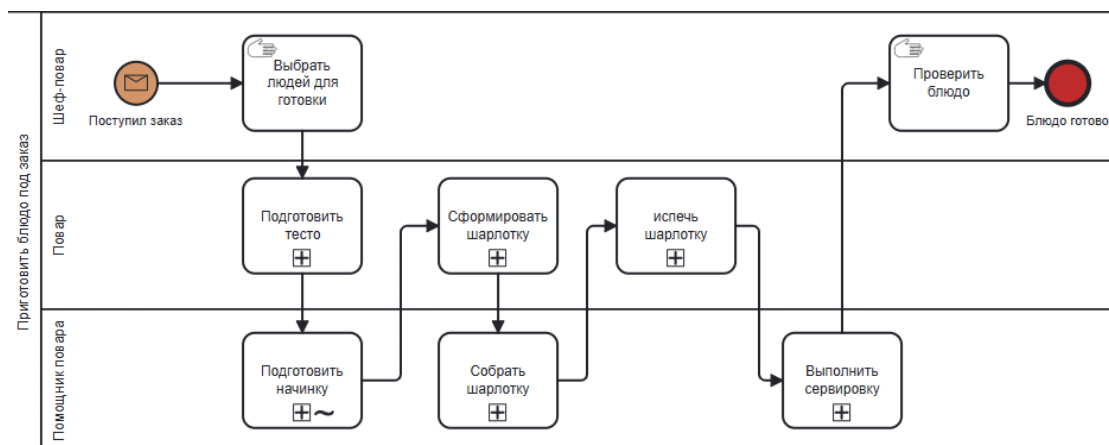 Приготовить блюдо под заказ
Шеф-повар
Поступил заказ
Выбрать
людей для
готовки
Проверить
блюдо
Блюдо готово
Повар
Подготовить
тесто
Сформировать
шарлотку
испечь
шарлотку
Помощник повара
Подготовить
начинку
Собрать
шарлотку
Выполнить
сервировку